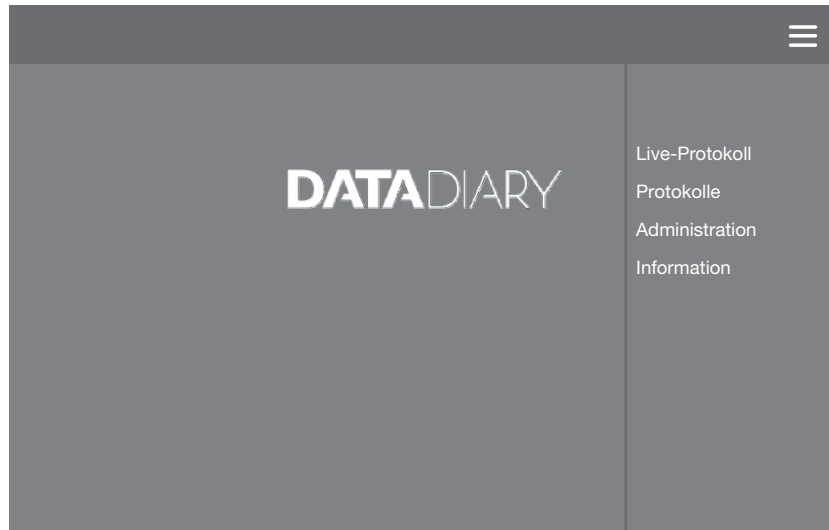 DATADIARY
Live-Protokoll
Protokolle
Administration
Information